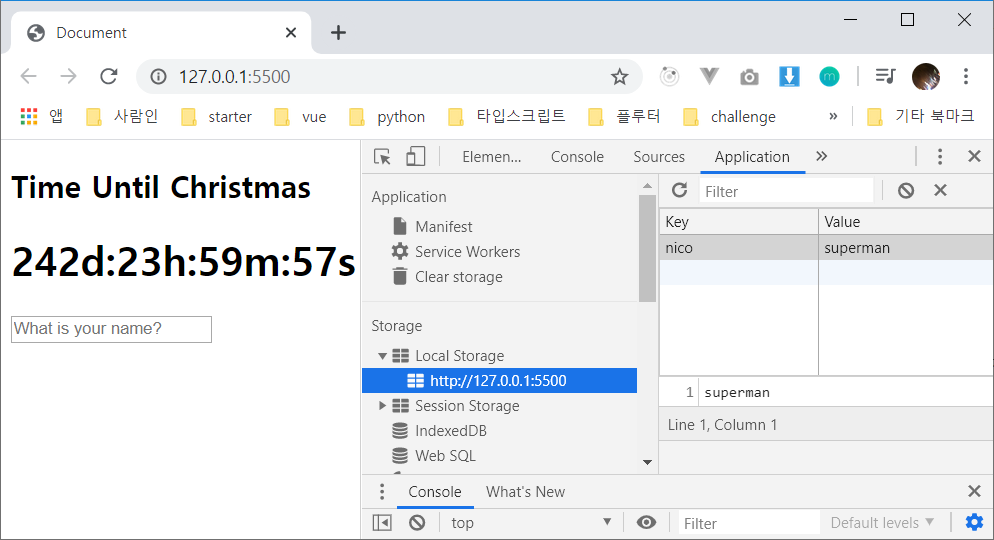 Document
127.0.0.1:5500
앱 사람인 starter vue python 타입스크립트 플루터 challenge » 기타 북마크
Time Until Christmas
242d:23h:59m:57s
What is your name?
Elemen... Console Sources Application »
Application
Manifest
Service Workers
Clear storage
Storage
Local Storage
http://127.0.0.1:5500
Session Storage
IndexedDB
Web SQL
Filter
Key Value
nico superman
1 superman
Line 1, Column 1
Console What's New
top Filter Default levels